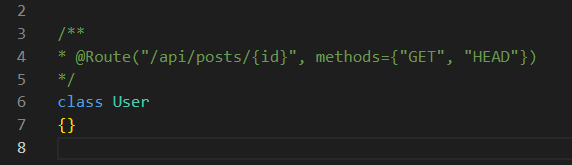 2
3 /**
4 * @Route("/api/posts/{id}", methods={"GET", "HEAD"})
5 */
6 class User
7 {}
8